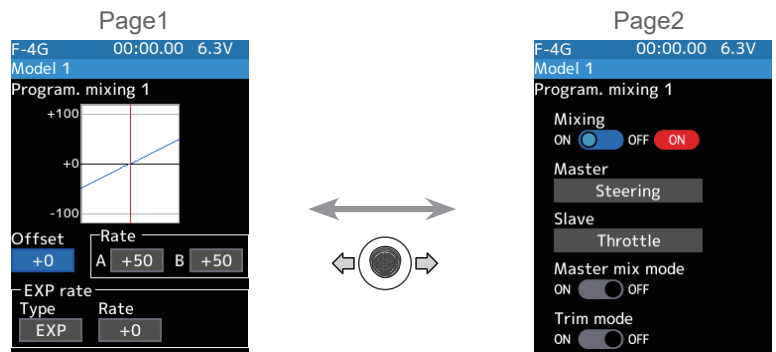 Page1
F-4G 00:00.00 6.3V
Model 1
Program. mixing 1
+100
+0
-100
Offset Rate
+0 A +50 B +50
EXP rate
Type Rate
EXP +0
Page2
F-4G 00:00.00 6.3V
Model 1
Program. mixing 1
Mixing
ON OFF ON
Master
Steering
Slave
Throttle
Master mix mode
ON OFF
Trim mode
ON OFF